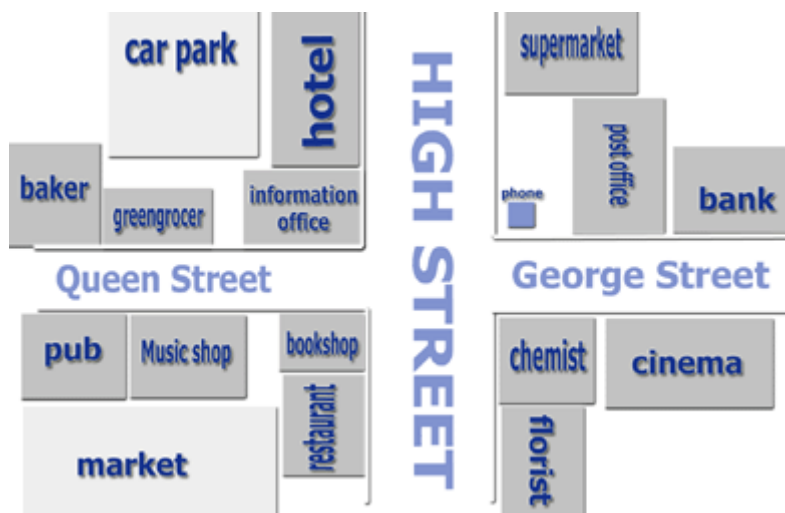 car park
hotel
supermarket
post office
baker
greengrocer
information
office
phone
bank
HIGH STREET
Queen Street
George Street
pub
Music shop
bookshop
chemist
cinema
restaurant
market
florist